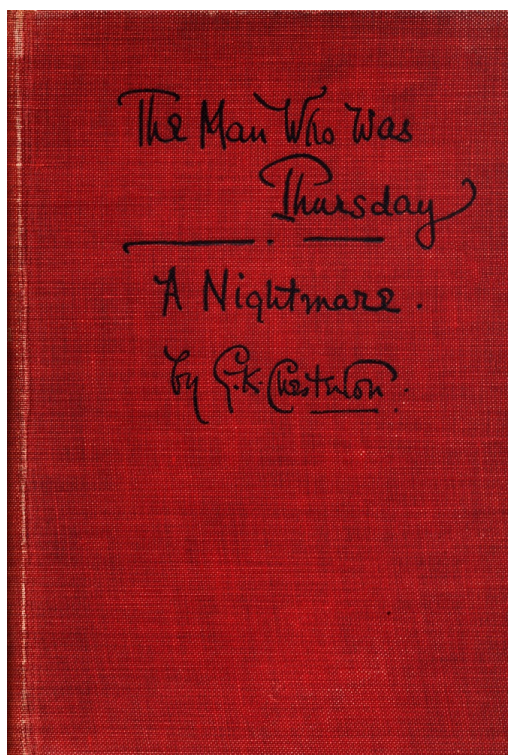 The Man Who Was
Thursday
A Nightmare.
by G.K. Chesterton.